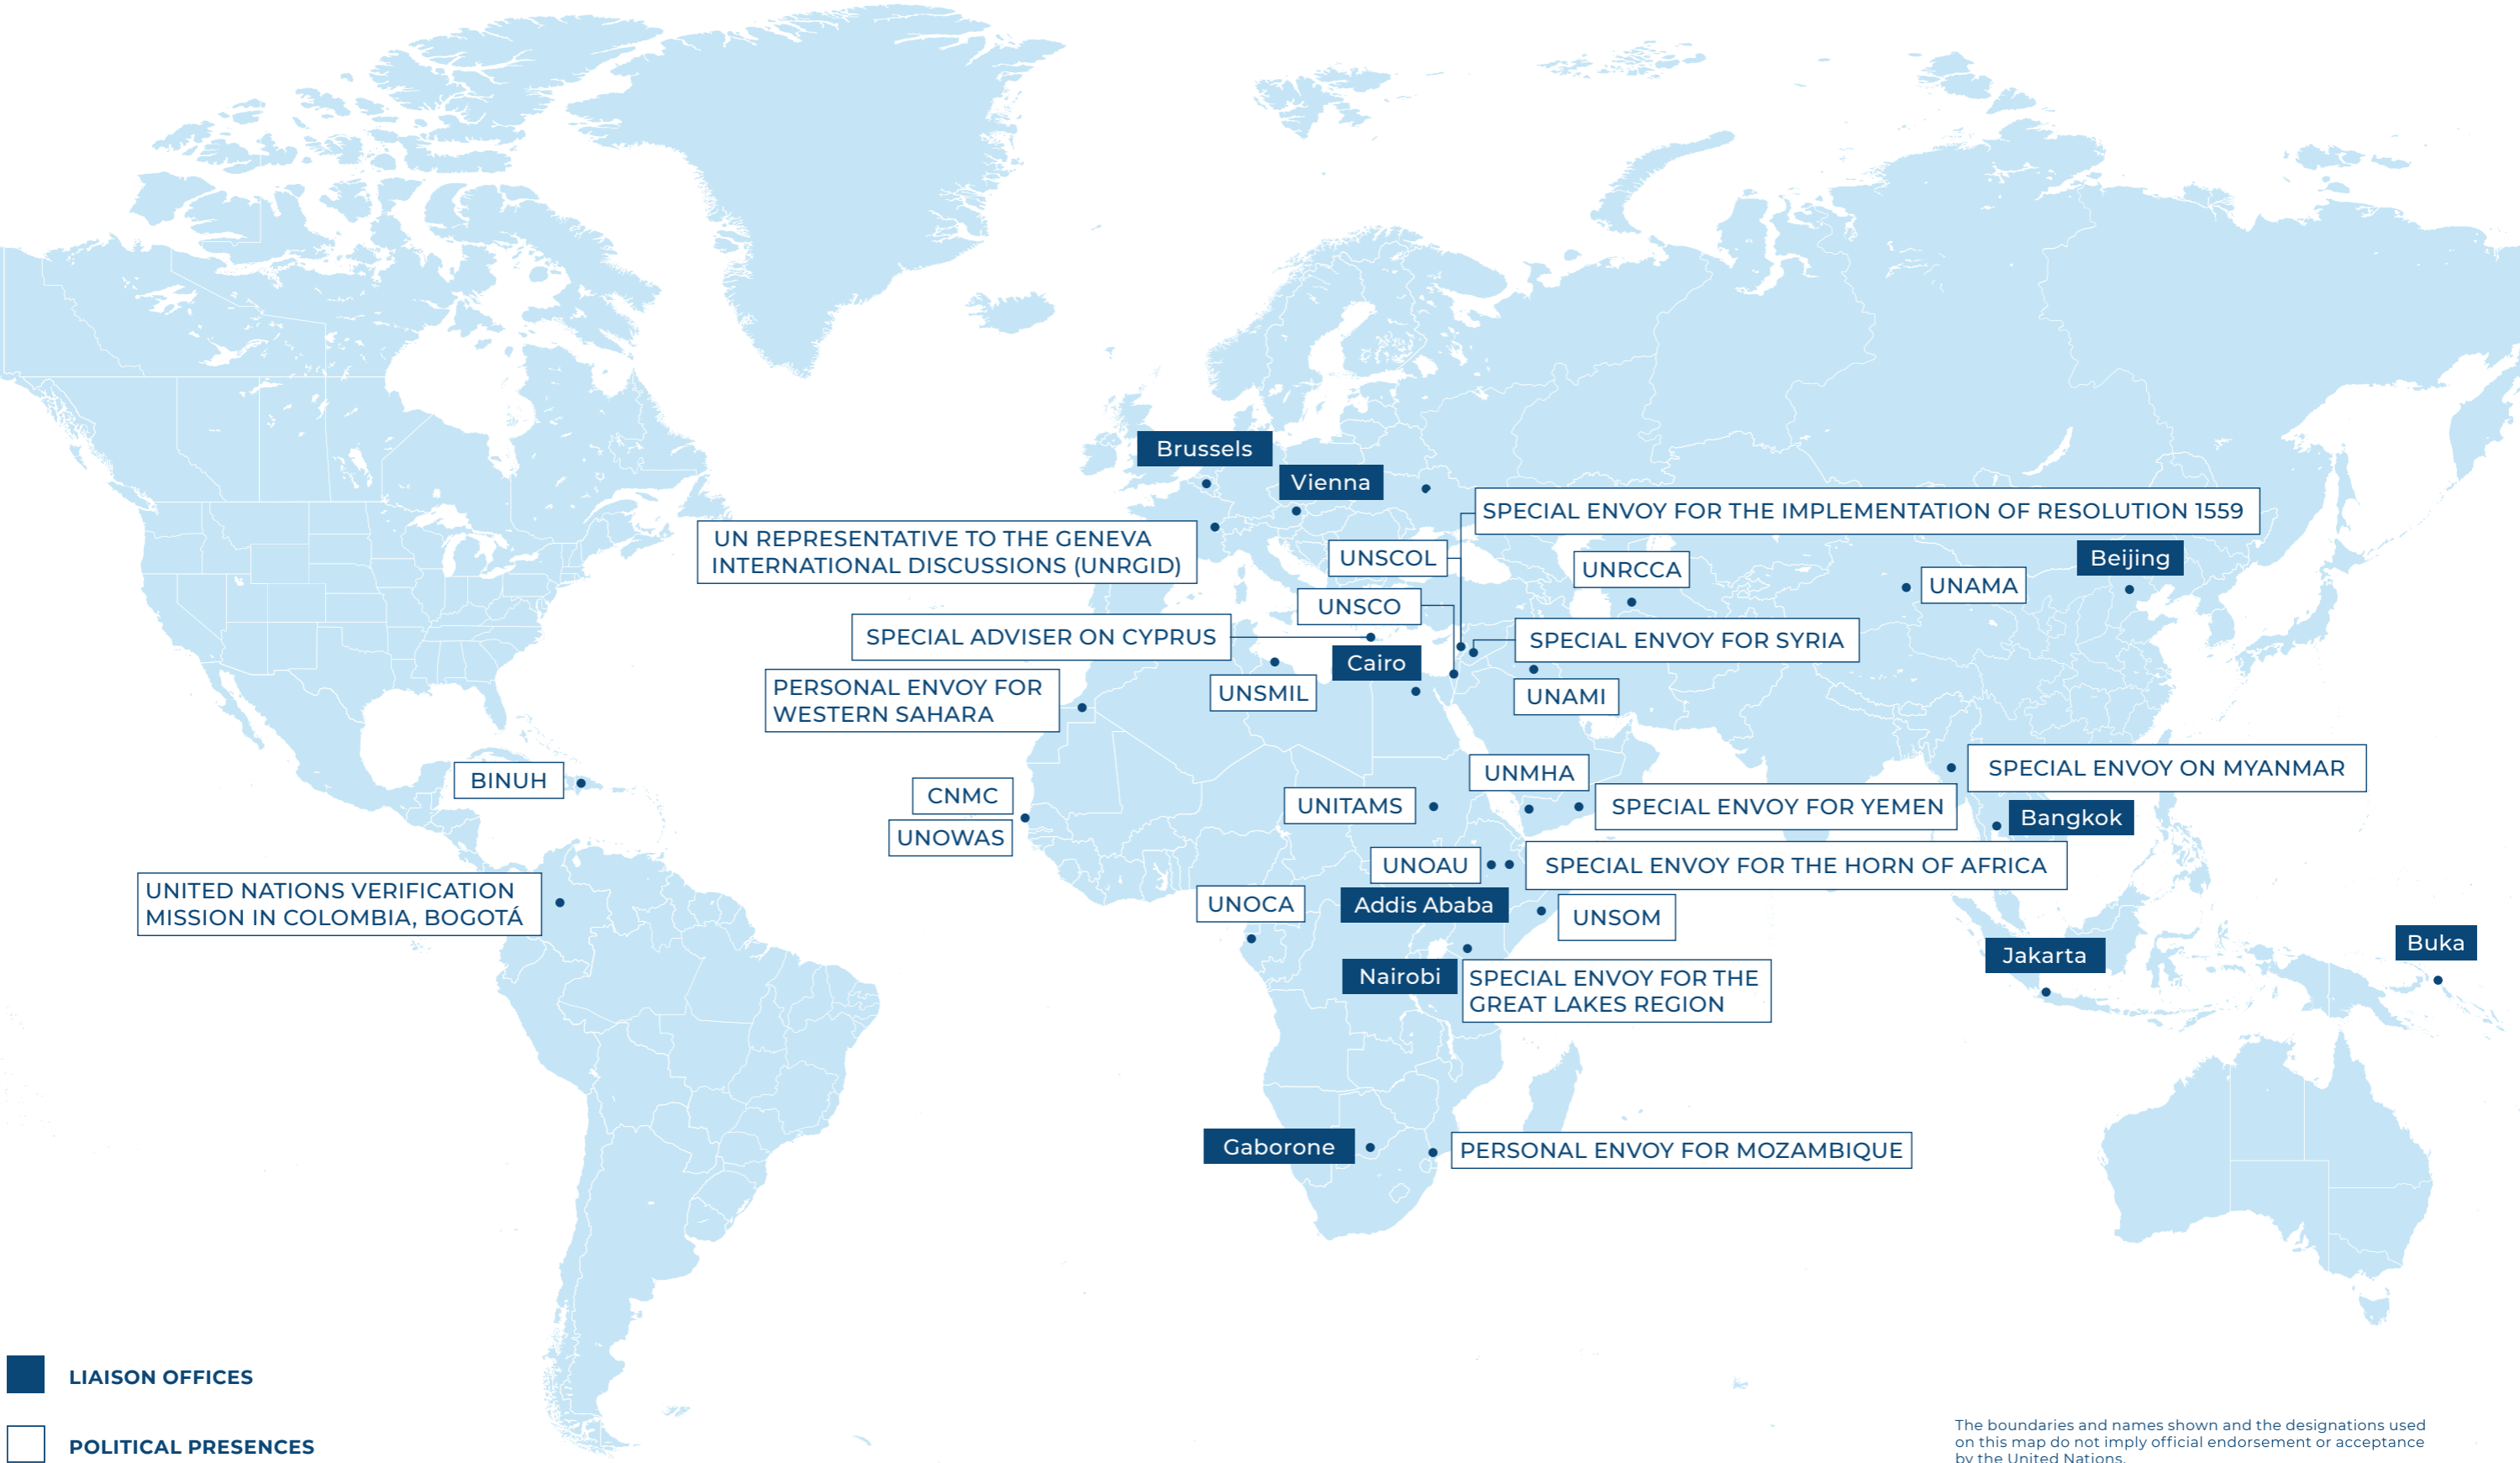 Brussels
Vienna
SPECIAL ENVOY FOR THE IMPLEMENTATION OF RESOLUTION 1559
UN REPRESENTATIVE TO THE GENEVA
INTERNATIONAL DISCUSSIONS (UNRGID)
UNSCOL
UNRCCA
Beijing
UNAMA
UNSCO
SPECIAL ADVISER ON CYPRUS
SPECIAL ENVOY FOR SYRIA
Cairo
PERSONAL ENVOY FOR
WESTERN SAHARA
UNSMIL
UNAMI
BINUH
CNMC
UNOWAS
UNMHA
UNITAMS
SPECIAL ENVOY FOR YEMEN
SPECIAL ENVOY ON MYANMAR
Bangkok
UNOAU
SPECIAL ENVOY FOR THE HORN OF AFRICA
UNITED NATIONS VERIFICATION
MISSION IN COLOMBIA, BOGOTÁ
UNOCA
Addis Ababa
UNSOM
Nairobi
SPECIAL ENVOY FOR THE
GREAT LAKES REGION
Jakarta
Buka
Gaborone
PERSONAL ENVOY FOR MOZAMBIQUE
LIAISON OFFICES
POLITICAL PRESENCES
The boundaries and names shown and the designations used
on this map do not imply official endorsement or acceptance
by the United Nations.